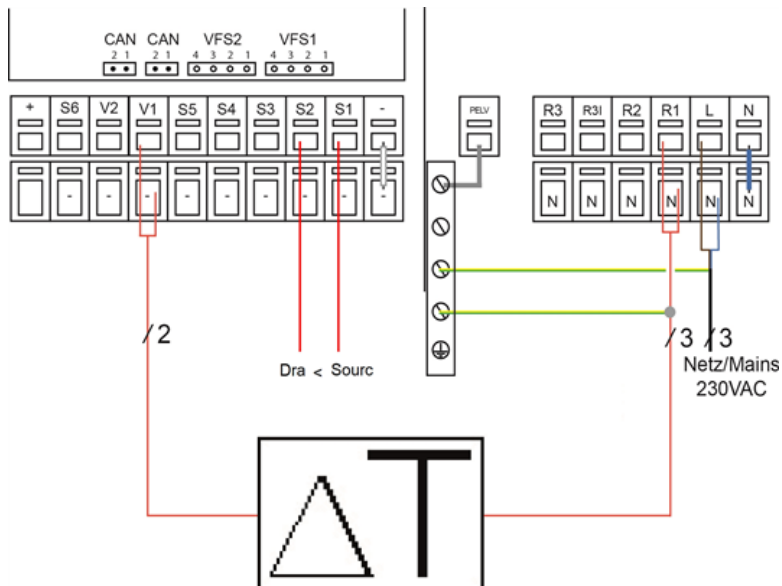 CAN CAN VFS2 VFS1
2 1 2 1 4 3 2 1 4 3 2 1
+ S6 V2 V1 S5 S4 S3 S2 S1 - PELV R3 R3I R2 R1 L N
- - - - - - - - - N N N N N N
/2
Dra < Sourc
/3 /3
Netz/Mains
230VAC
ΔT